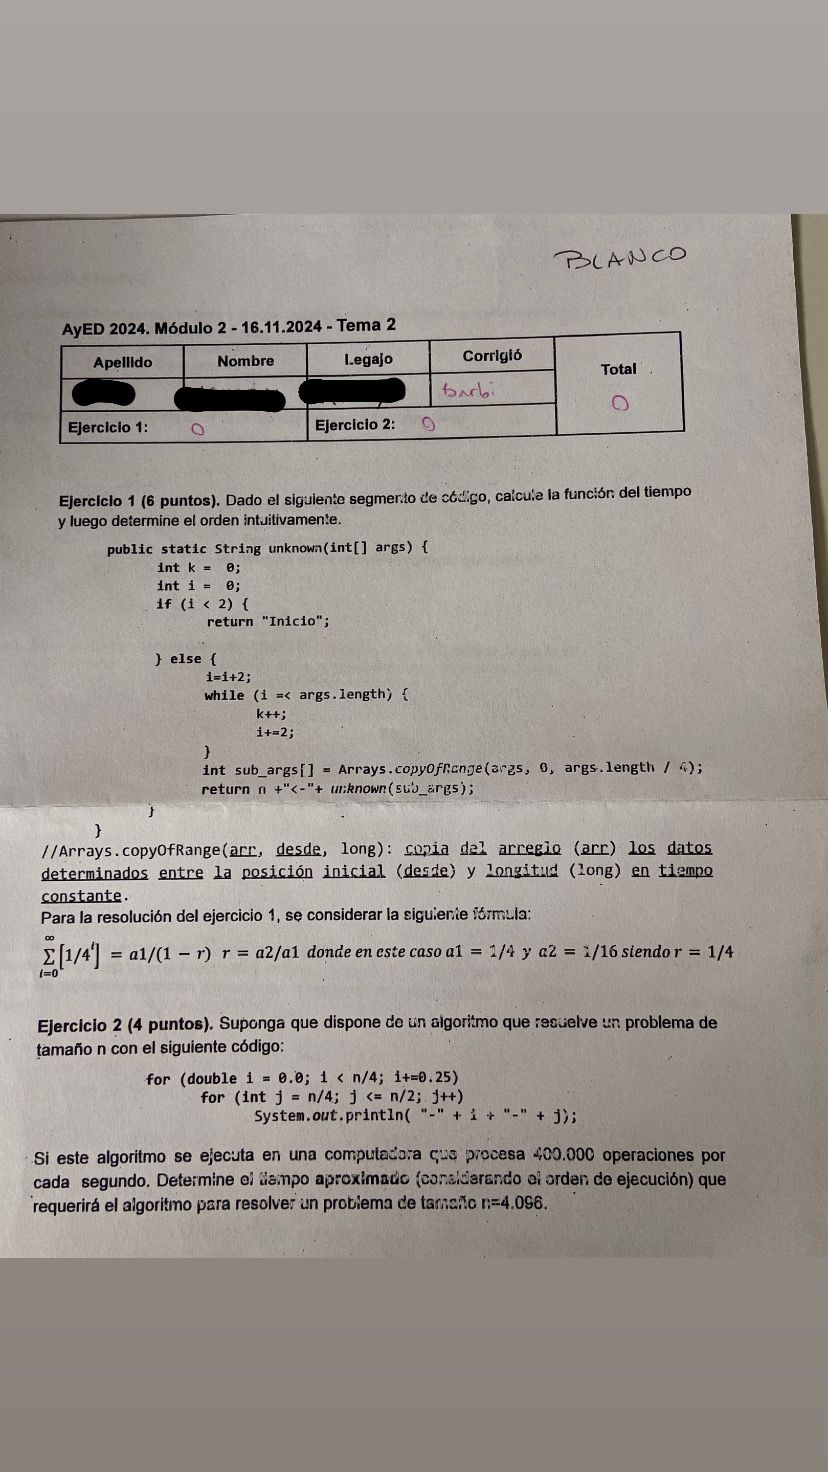 BLANCO
AyED 2024. Módulo 2 - 16.11.2024 - Tema 2
Apellido Nombre Legajo Corrigió Total
Barbi 0
Ejercicio 1: 0 Ejercicio 2: 0
Ejercicio 1 (6 puntos). Dado el siguiente segmento de código, calcule la función del tiempo
y luego determine el orden intuitivamente.
public static String unknown(int[] args) {
int k = 0;
int i = 0;
if (i < 2) {
return "Inicio";
} else {
i=i+2;
while (i =< args.length) {
k++;
i+=2;
}
int sub_args[] = Arrays.copyOfRange(args, 0, args.length / 4);
return n +"<-"+ unknown(sub_args);
}
}
//Arrays.copyOfRange(arr, desde, long): copia del arreglo (arr) los datos
determinados entre la posición inicial (desde) y longitud (long) en tiempo
constante.
Para la resolución del ejercicio 1, se considerar la siguiente fórmula:
∞
∑[1/4^i] = a1/(1 − r) r = a2/a1 donde en este caso a1 = 1/4 y a2 = 1/16 siendo r = 1/4
i=0
Ejercicio 2 (4 puntos). Suponga que dispone de un algoritmo que resuelve un problema de
tamaño n con el siguiente código:
for (double i = 0.0; i < n/4; i+=0.25)
for (int j = n/4; j <= n/2; j++)
System.out.println( "-" + i + "-" + j);
Si este algoritmo se ejecuta en una computadora que procesa 400.000 operaciones por
cada segundo. Determine el tiempo aproximado (considerando el orden de ejecución) que
requerirá el algoritmo para resolver un problema de tamaño n=4.096.